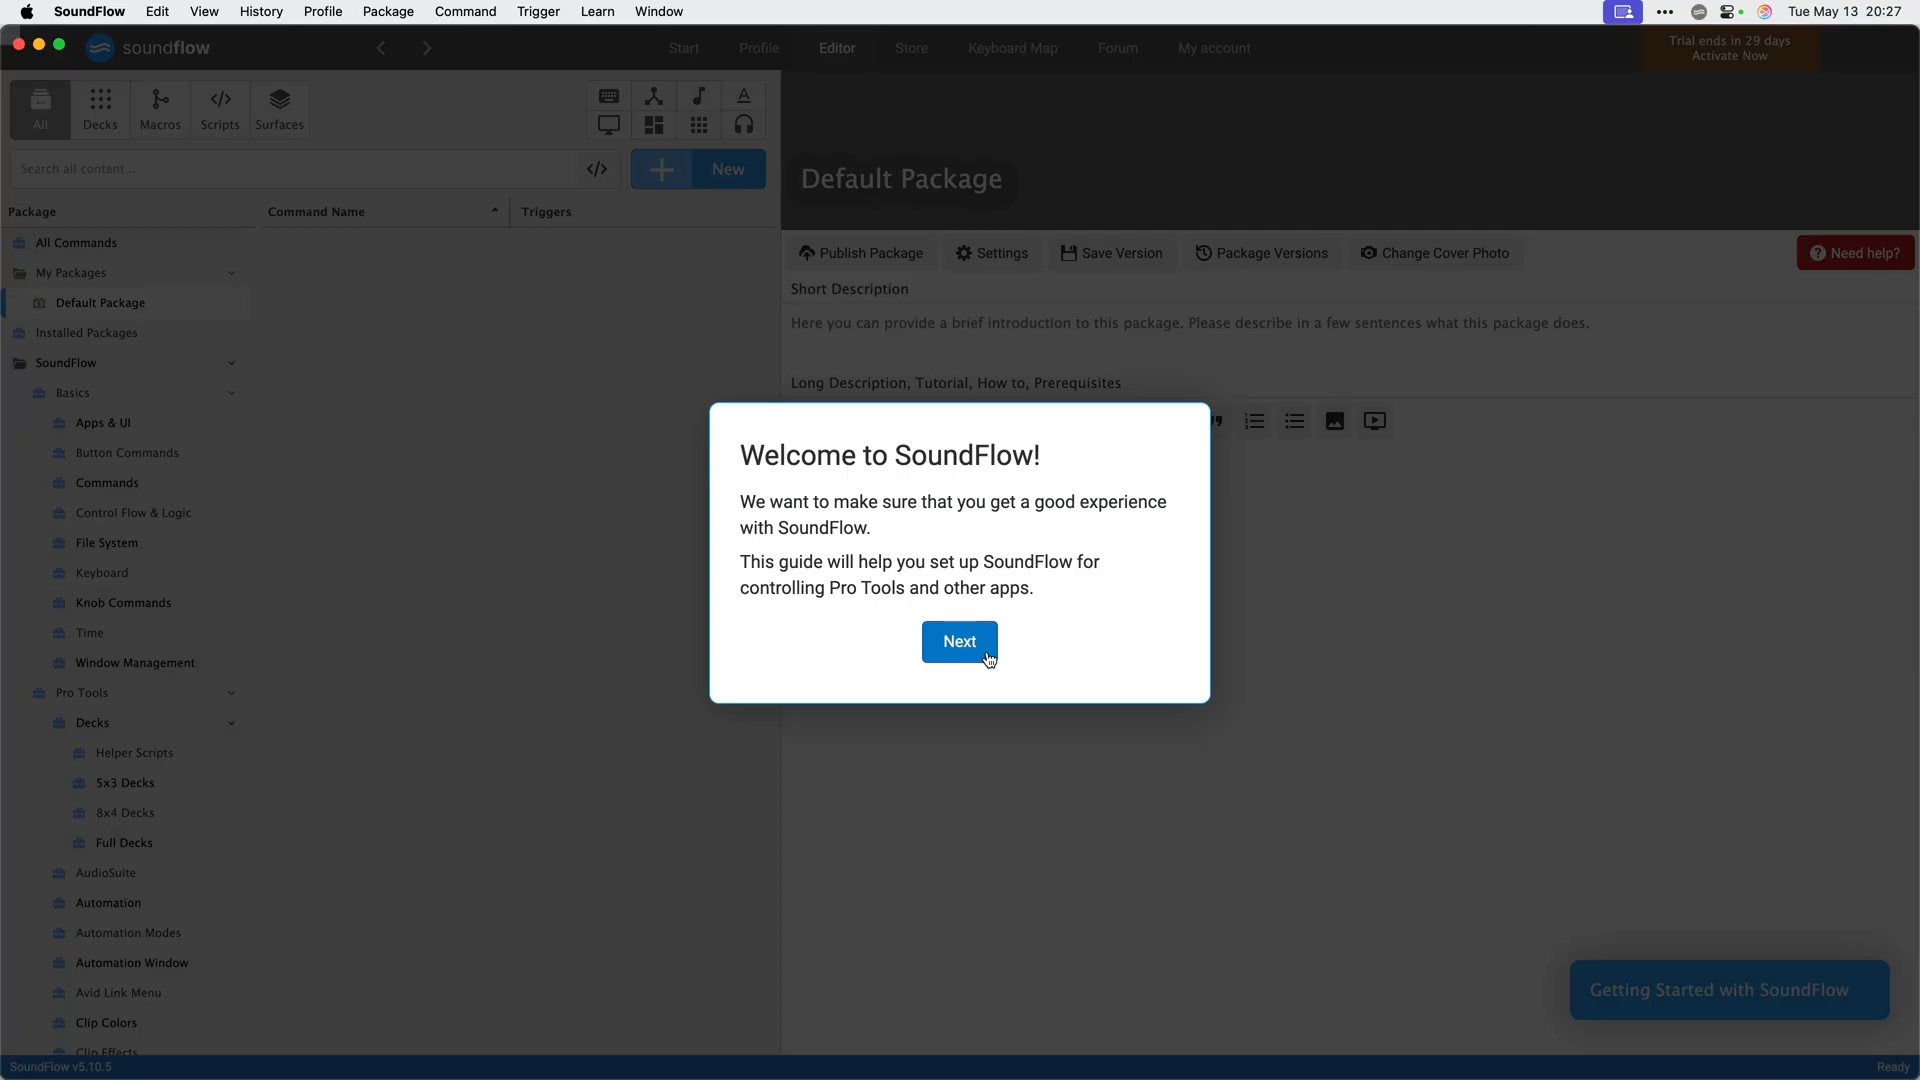 SoundFlow Edit View History Profile Package Command Trigger Learn Window Tue May 13 20:27
soundflow Start Profile Editor Store Keyboard Map Forum My account Trial ends in 29 days
Activate Now
All Decks Macros Scripts Surfaces
Search all content... New
Default Package
Package Command Name Triggers
All Commands
My Packages
Default Package
Installed Packages
SoundFlow
Basics
Apps & UI
Button Commands
Commands
Control Flow & Logic
File System
Keyboard
Knob Commands
Time
Window Management
Pro Tools
Decks
Helper Scripts
5x3 Decks
8x4 Decks
Full Decks
AudioSuite
Automation
Automation Modes
Automation Window
Avid Link Menu
Clip Colors
Clip Effects
Publish Package Settings Save Version Package Versions Change Cover Photo Need help?
Short Description
Here you can provide a brief introduction to this package. Please describe in a few sentences what this package does.
Long Description, Tutorial, How to, Prerequisites
Welcome to SoundFlow!
We want to make sure that you get a good experience
with SoundFlow.
This guide will help you set up SoundFlow for
controlling Pro Tools and other apps.
Next
Getting Started with SoundFlow
SoundFlow v5.10.5 Ready